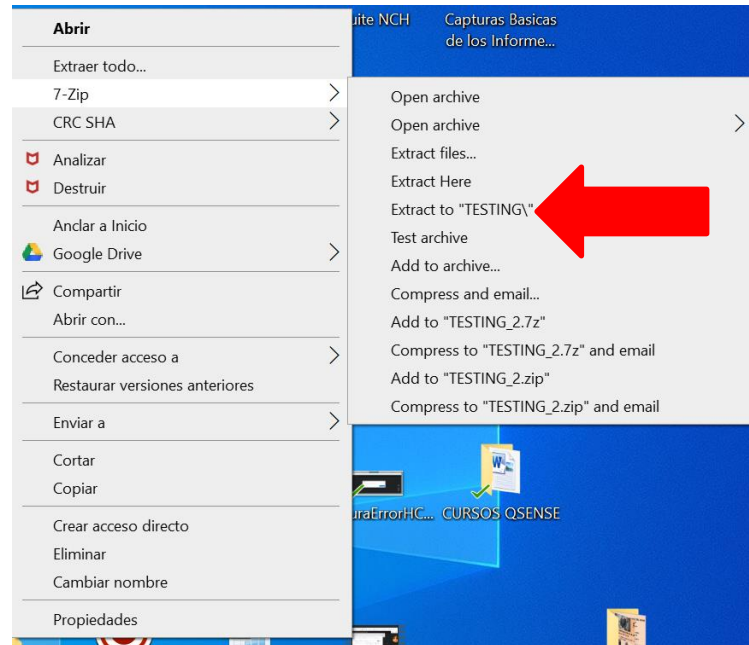 Abrir
Extraer todo...
7-Zip
CRC SHA
Analizar
Destruir
Anclar a Inicio
Google Drive
Compartir
Abrir con...
Conceder acceso a
Restaurar versiones anteriores
Enviar a
Cortar
Copiar
Crear acceso directo
Eliminar
Cambiar nombre
Propiedades
Open archive
Open archive
Extract files...
Extract Here
Extract to "TESTING\"
Test archive
Add to archive...
Compress and email...
Add to "TESTING_2.7z"
Compress to "TESTING_2.7z" and email
Add to "TESTING_2.zip"
Compress to "TESTING_2.zip" and email
NCH
Capturas Basicas
de los Informe...
CURSOS QSENSE